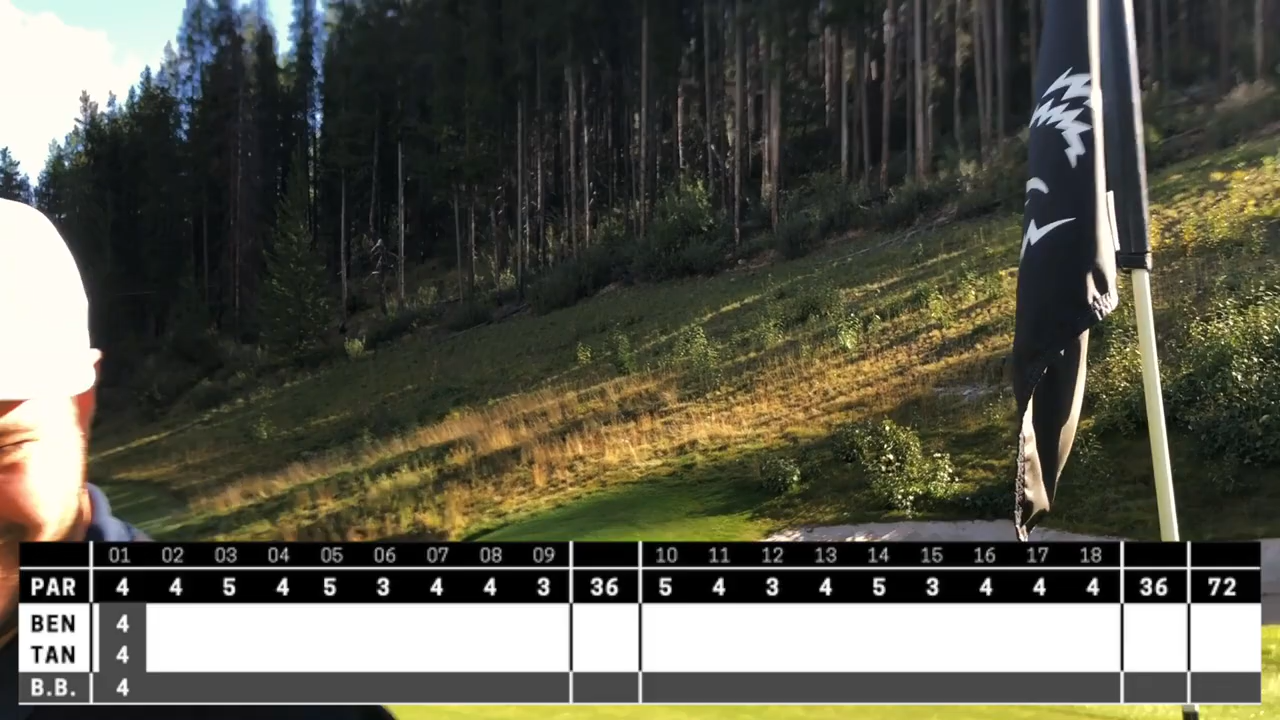 01 02 03 04 05 06 07 08 09 10 11 12 13 14 15 16 17 18
PAR 4 4 5 4 5 3 4 4 3 36 5 4 3 4 5 3 4 4 4 36 72
BEN 4
TAN 4
B.B. 4